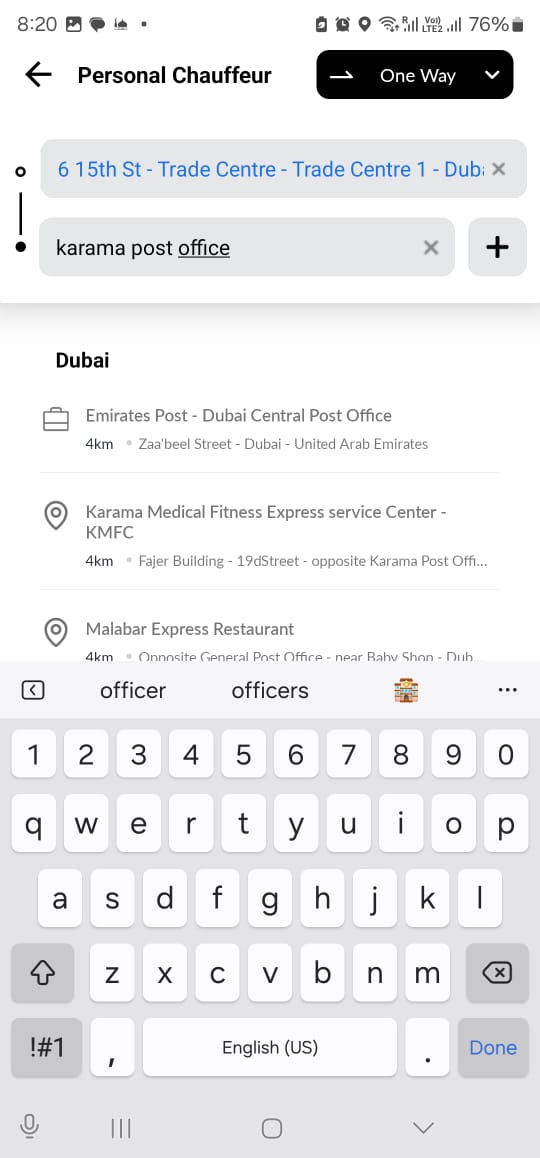 8:20 76%
Personal Chauffeur
One Way
6 15th St - Trade Centre - Trade Centre 1 - Duba
karama post office
Dubai
Emirates Post - Dubai Central Post Office
4km • Zaa'beel Street - Dubai - United Arab Emirates
Karama Medical Fitness Express service Center -
KMFC
4km • Fajer Building - 19dStreet - opposite Karama Post Offi...
Malabar Express Restaurant
4km • Opposite General Post Office - near Baby Shop - Dub...
officer officers ...
1 2 3 4 5 6 7 8 9 0
q w e r t y u i o p
a s d f g h j k l
z x c v b n m
!#1 , English (US) . Done